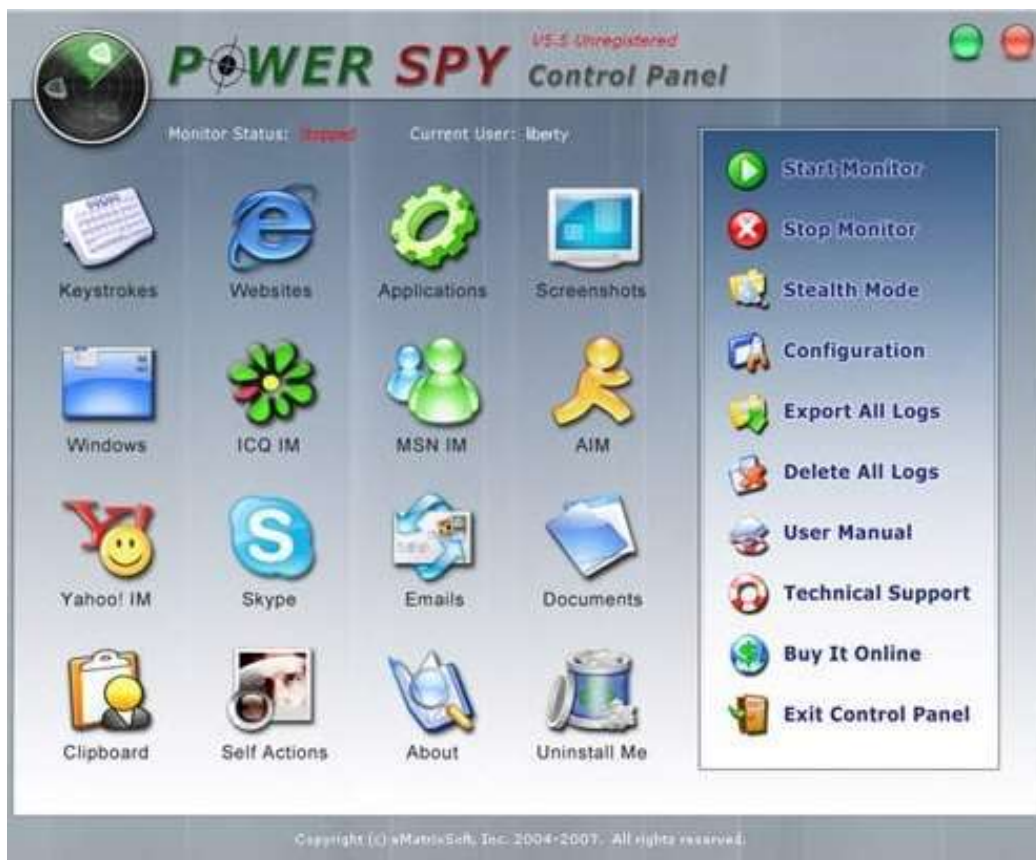 V5.5 Unregistered
POWER SPY
Control Panel
Monitor Status: Stopped
Current User: liberty
Keystrokes
Websites
Applications
Screenshots
Windows
ICQ IM
MSN IM
AIM
Yahoo! IM
Skype
Emails
Documents
Clipboard
Self Actions
About
Uninstall Me
Start Monitor
Stop Monitor
Stealth Mode
Configuration
Export All Logs
Delete All Logs
User Manual
Technical Support
Buy It Online
Exit Control Panel
Copyright (c) eMatrixSoft, Inc. 2004-2007. All rights reserved.